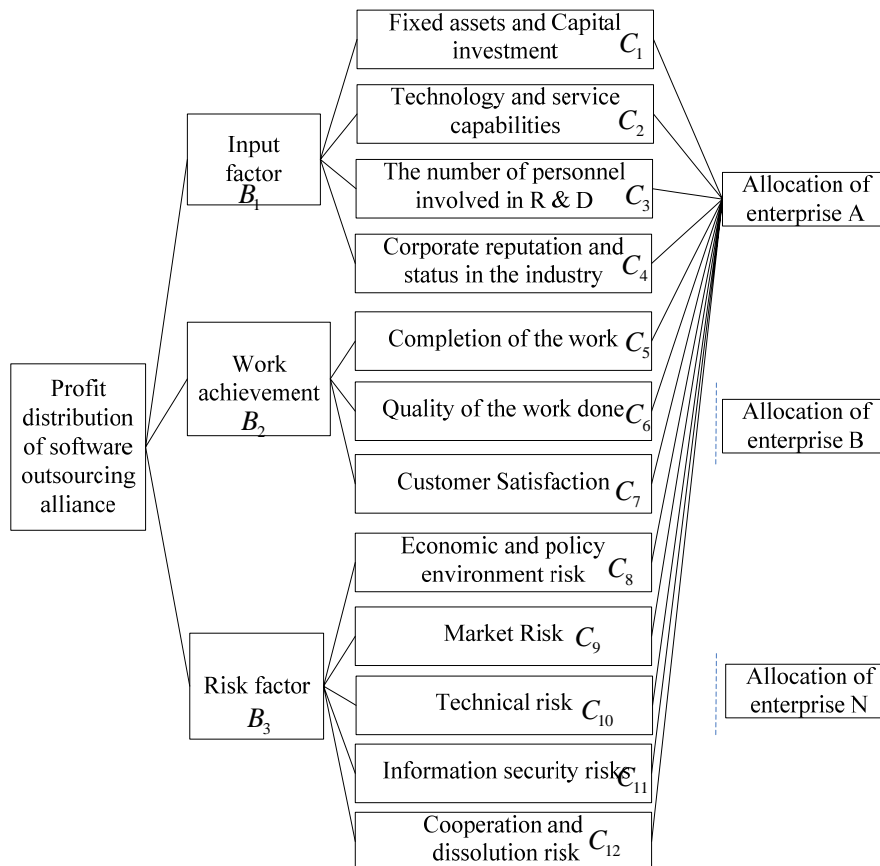 Profit
distribution
of software
outsourcing
alliance
Input
factor
B₁
Work
achievement
B₂
Risk factor
B₃
Fixed assets and Capital
investment C₁
Technology and service
capabilities C₂
The number of personnel
involved in R & D C₃
Corporate reputation and
status in the industry C₄
Completion of the work C₅
Quality of the work done C₆
Customer Satisfaction C₇
Economic and policy
environment risk C₈
Market Risk C₉
Technical risk C₁₀
Information security risks C₁₁
Cooperation and
dissolution risk C₁₂
Allocation of
enterprise A
Allocation of
enterprise B
Allocation of
enterprise N